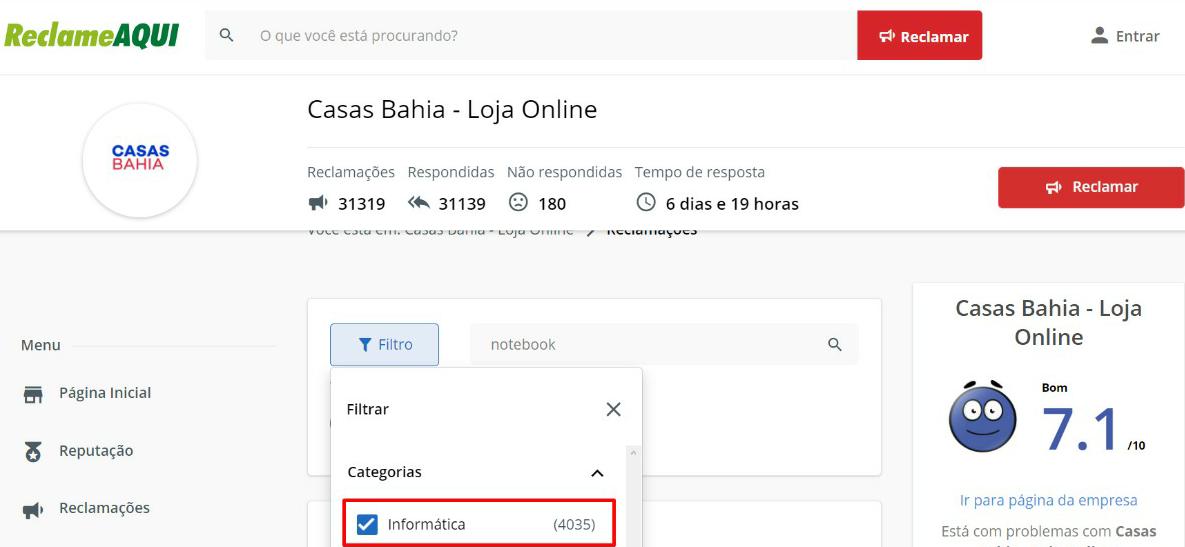 ReclameAQUI
O que você está procurando?
Reclamar
Entrar
CASAS
BAHIA
Casas Bahia - Loja Online
Reclamações Respondidas Não respondidas Tempo de resposta
31319 31139 180 6 dias e 19 horas
Reclamar
Você está em: Casas Bahia - Loja Online Reclamações
Menu
Página Inicial
Reputação
Reclamações
Filtro
notebook
Filtrar
Categorias
Informática (4035)
Casas Bahia - Loja
Online
Bom
7.1 /10
Ir para página da empresa
Está com problemas com Casas